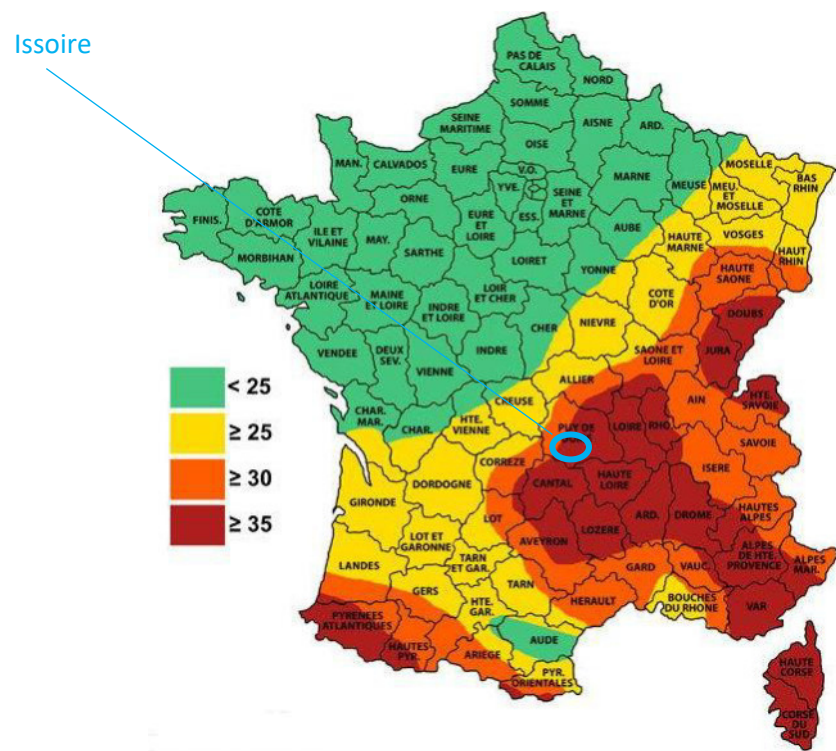 Issoire
PAS DE
CALAIS
NORD
SOMME
SEINE
MARITIME
AISNE
ARD.
OISE
MAN.
CALVADOS
EURE
V.O.
MOSELLE
BAS
RHIN
YVE.
SEINE
ET
MARNE
MARNE
MEUSE
MEU.
ET
MOSELLE
ORNE
ESS.
FINIS.
COTE
D'ARMOR
ILE ET
VILAINE
MAY.
EURE
ET
LOIRE
AUBE
VOSGES
HAUTE
MARNE
HAUT
RHIN
MORBIHAN
SARTHE
LOIRET
YONNE
HAUTE
SAONE
LOIRE
ATLANTIQUE
MAINE
ET LOIRE
LOIR
ET CHER
INDRE
ET LOIRE
COTE
D'OR
DOUBS
CHER
NIEVRE
VENDEE
DEUX
SEV.
VIENNE
INDRE
SAONE ET
LOIRE
JURA
< 25
ALLIER
CREUSE
AIN
HTE.
SAVOIE
CHAR.
MAR.
CHAR.
HTE.
VIENNE
PUY DE
LOIRE
RHO.
≥ 25
SAVOIE
CORREZE
ISERE
≥ 30
DORDOGNE
CANTAL
HAUTE
LOIRE
GIRONDE
HAUTES
ALPES
≥ 35
LOT
LOZERE
ARD.
DROME
LOT ET
GARONNE
AVEYRON
ALPES
DE HTE.
PROVENCE
ALPES
MAR.
LANDES
TARN
ET GAR.
GARD
VAUC.
GERS
TARN
HERAULT
BOUCHES
DU RHONE
VAR
HTE.
GAR.
PYRENEES
ATLANTIQUES
HAUTES
PYR.
ARIEGE
AUDE
PYR.
ORIENTALES
HAUTE
CORSE
CORSE
DU
SUD